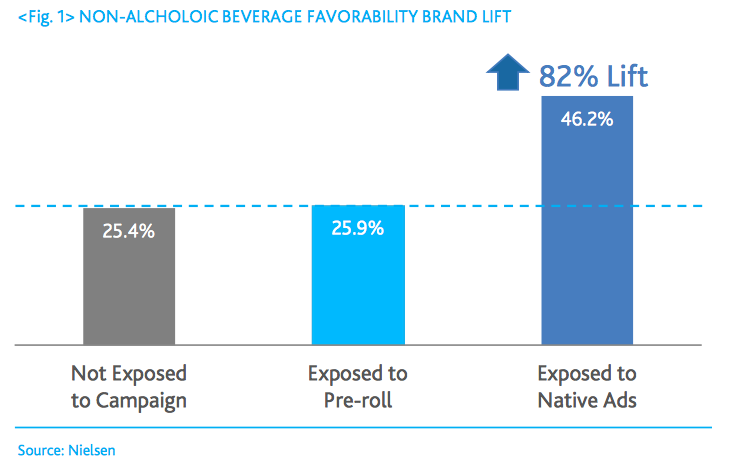 <Fig. 1> NON-ALCHOLOIC BEVERAGE FAVORABILITY BRAND LIFT
82% Lift
46.2%
25.4%
25.9%
Not Exposed
to Campaign
Exposed to
Pre-roll
Exposed to
Native Ads
Source: Nielsen